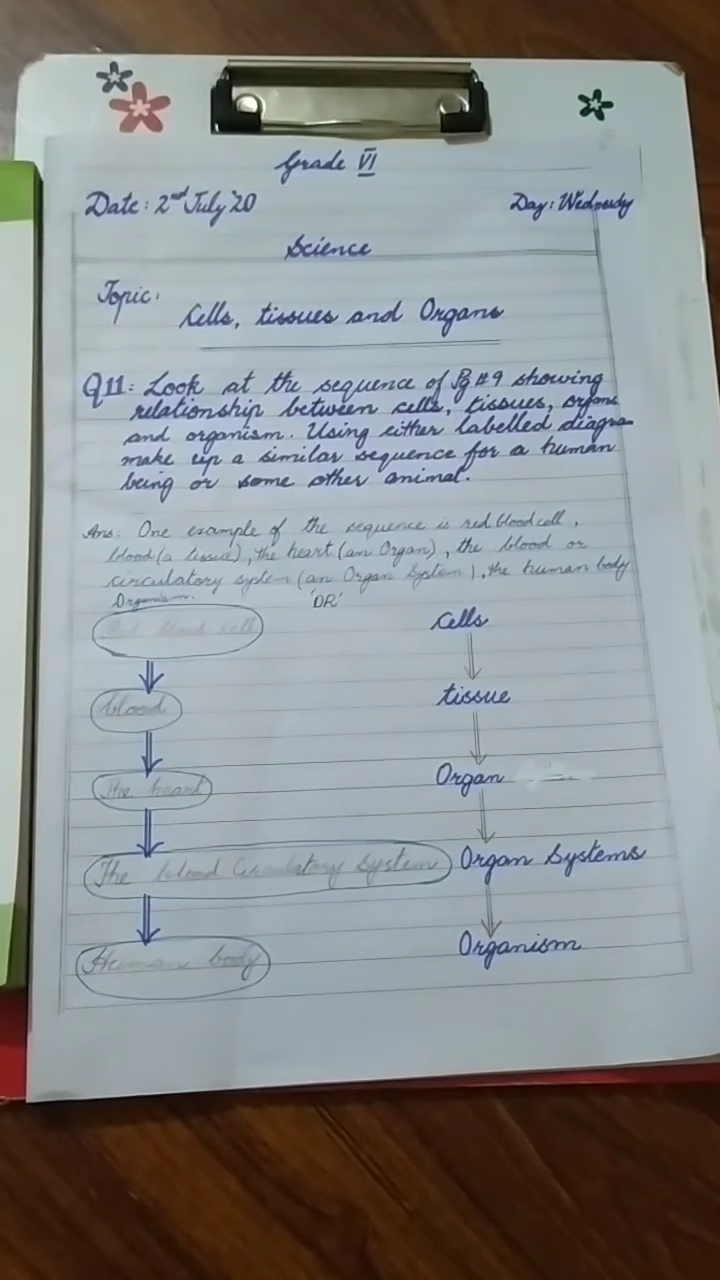 Grade VI
Date: 2nd July '20 Day: Wednesdy
Science
Topic:
Cells, tissues and Organs
Q11: Look at the sequence of Pg # 9 showing
relationship between cells, tissues, organs
and organism. Using either labelled diagram
make up a similar sequence for a human
being or some other animal.
Ans: One example of the sequence is red blood cell,
blood (a tissue), the heart (an Organ), the blood or
circulatory system (an Organ System), the human body
Organism. 'OR'
Red blood cell Cells
blood tissue
The heart Organ
The blood Circulatory System Organ Systems
Human body Organism